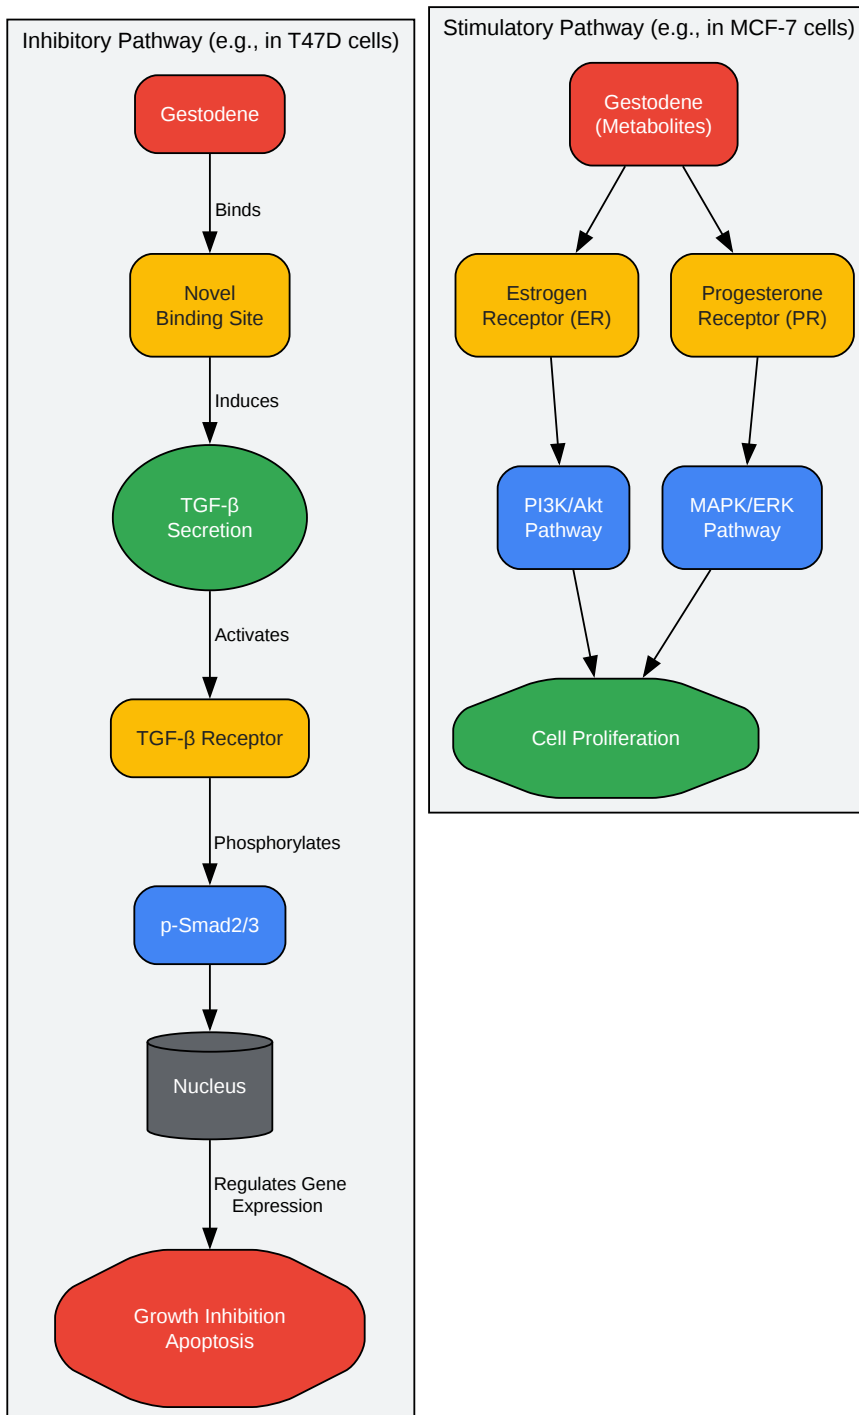 Inhibitory Pathway (e.g., in T47D cells)
Gestodene
Binds
Novel
Binding Site
Induces
TGF-β
Secretion
Activates
TGF-β Receptor
Phosphorylates
p-Smad2/3
Nucleus
Regulates Gene
Expression
Growth Inhibition
Apoptosis
Stimulatory Pathway (e.g., in MCF-7 cells)
Gestodene
(Metabolites)
Estrogen
Receptor (ER)
Progesterone
Receptor (PR)
PI3K/Akt
Pathway
MAPK/ERK
Pathway
Cell Proliferation